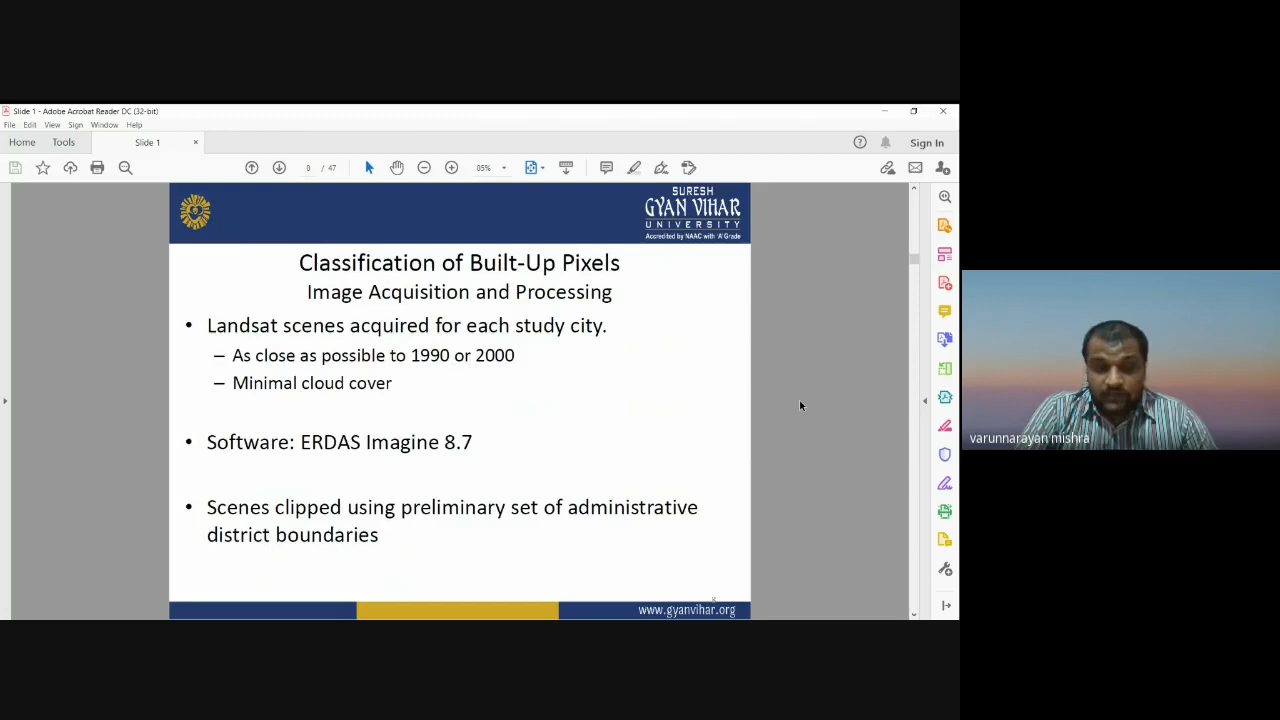 Slide 1 - Adobe Acrobat Reader DC (32-bit)
File Edit View Sign Window Help
Home Tools Slide 1 × Sign In
8 / 47 85%
SURESH
GYAN VIHAR
UNIVERSITY
Accredited by NAAC with 'A' Grade
Classification of Built-Up Pixels
Image Acquisition and Processing
• Landsat scenes acquired for each study city.
– As close as possible to 1990 or 2000
– Minimal cloud cover
• Software: ERDAS Imagine 8.7
• Scenes clipped using preliminary set of administrative
district boundaries
www.gyanvihar.org
varunnarayan mishra